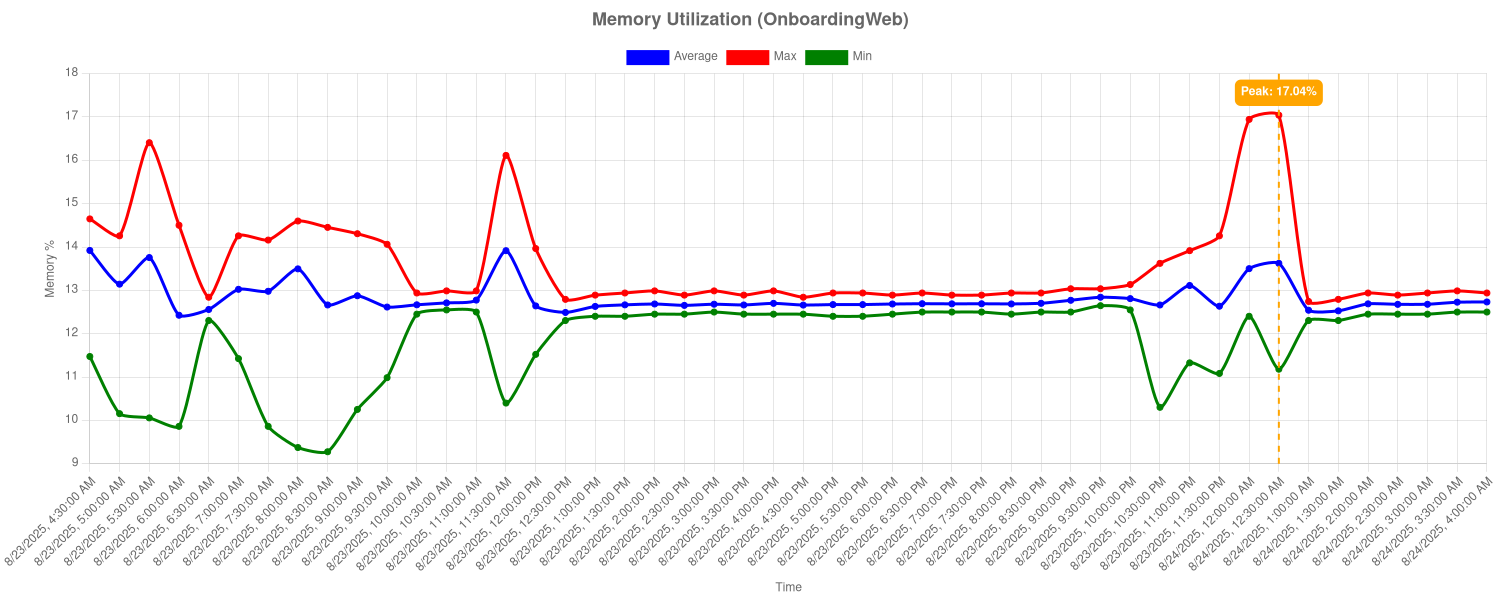 Memory Utilization (OnboardingWeb)
Average Max Min
Peak: 17.04%
18
17
16
15
14
13
12
11
10
9
Memory %
8/23/2025, 4:30:00 AM
8/23/2025, 5:00:00 AM
8/23/2025, 5:30:00 AM
8/23/2025, 6:00:00 AM
8/23/2025, 6:30:00 AM
8/23/2025, 7:00:00 AM
8/23/2025, 7:30:00 AM
8/23/2025, 8:00:00 AM
8/23/2025, 8:30:00 AM
8/23/2025, 9:00:00 AM
8/23/2025, 9:30:00 AM
8/23/2025, 10:00:00 AM
8/23/2025, 10:30:00 AM
8/23/2025, 11:00:00 AM
8/23/2025, 11:30:00 AM
8/23/2025, 12:00:00 PM
8/23/2025, 12:30:00 PM
8/23/2025, 1:00:00 PM
8/23/2025, 1:30:00 PM
8/23/2025, 2:00:00 PM
8/23/2025, 2:30:00 PM
8/23/2025, 3:00:00 PM
8/23/2025, 3:30:00 PM
8/23/2025, 4:00:00 PM
8/23/2025, 4:30:00 PM
8/23/2025, 5:00:00 PM
8/23/2025, 5:30:00 PM
8/23/2025, 6:00:00 PM
8/23/2025, 6:30:00 PM
8/23/2025, 7:00:00 PM
8/23/2025, 7:30:00 PM
8/23/2025, 8:00:00 PM
8/23/2025, 8:30:00 PM
8/23/2025, 9:00:00 PM
8/23/2025, 9:30:00 PM
8/23/2025, 10:00:00 PM
8/23/2025, 10:30:00 PM
8/23/2025, 11:00:00 PM
8/23/2025, 11:30:00 PM
8/24/2025, 12:00:00 AM
8/24/2025, 12:30:00 AM
8/24/2025, 1:00:00 AM
8/24/2025, 1:30:00 AM
8/24/2025, 2:00:00 AM
8/24/2025, 2:30:00 AM
8/24/2025, 3:00:00 AM
8/24/2025, 3:30:00 AM
8/24/2025, 4:00:00 AM
Time